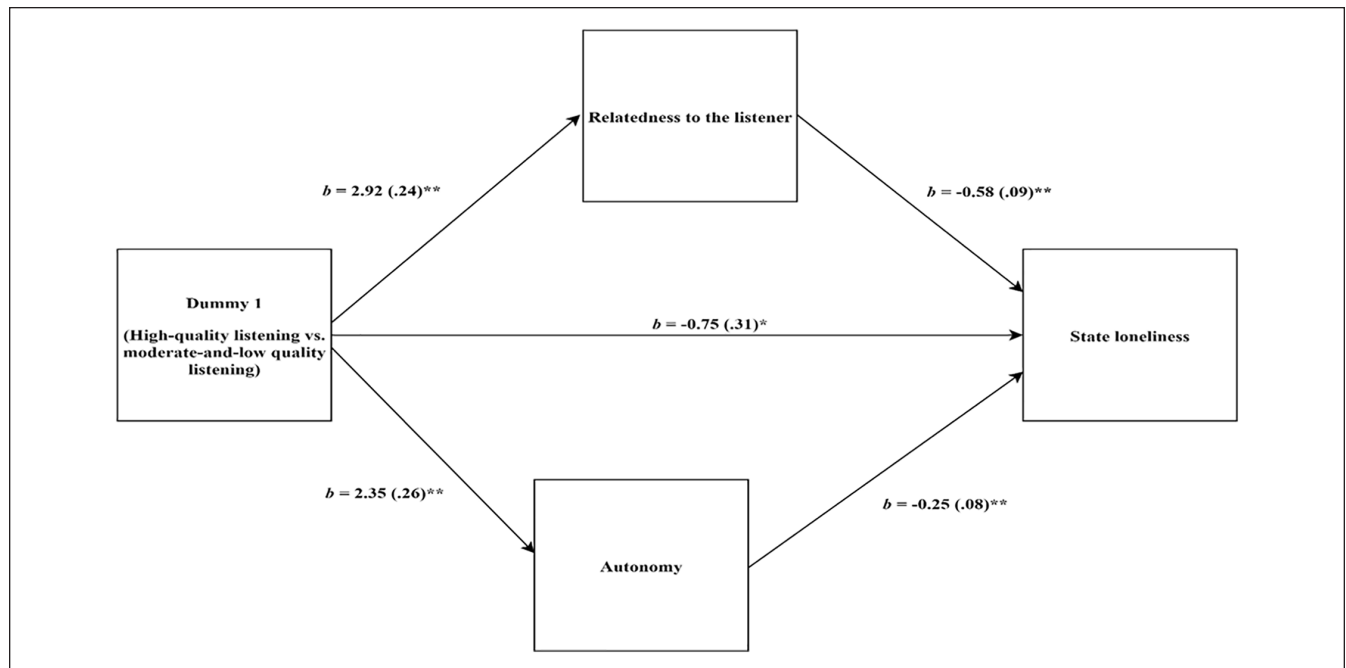 Relatedness to the listener
b = 2.92 (.24)**
b = -0.58 (.09)**
Dummy 1
(High-quality listening vs.
moderate-and-low quality
listening)
b = -0.75 (.31)*
State loneliness
b = 2.35 (.26)**
b = -0.25 (.08)**
Autonomy